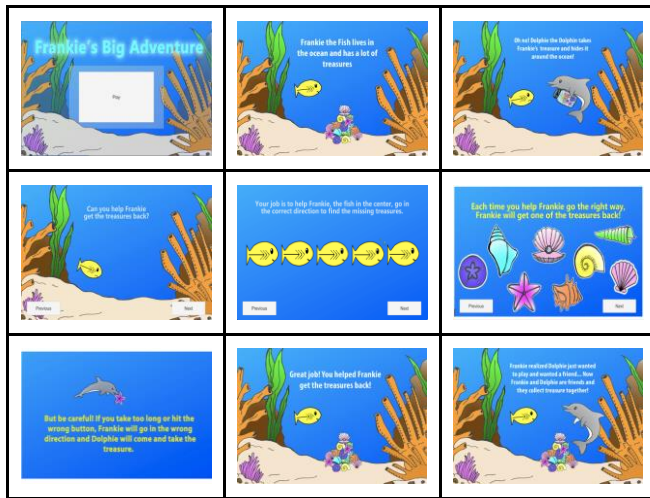 Frankie's Big Adventure
Play
Frankie the Fish lives in
the ocean and has a lot of
treasures
Oh no! Dolphie the Dolphin takes
Frankie's treasure and hides it
around the ocean!
Can you help Frankie
get the treasures back?
Previous
Next
Your job is to help Frankie, the fish in the center, go in
the correct direction to find the missing treasures.
Previous
Next
Each time you help Frankie go the right way,
Frankie will get one of the treasures back!
Previous
Next
But be careful! If you take too long or hit the
wrong button, Frankie will go in the wrong
direction and Dolphie will come and take the
treasure.
Great job! You helped Frankie
get the treasures back!
Frankie realized Dolphie just wanted
to play and wanted a friend... Now
Frankie and Dolphie are friends and
they collect treasure together!